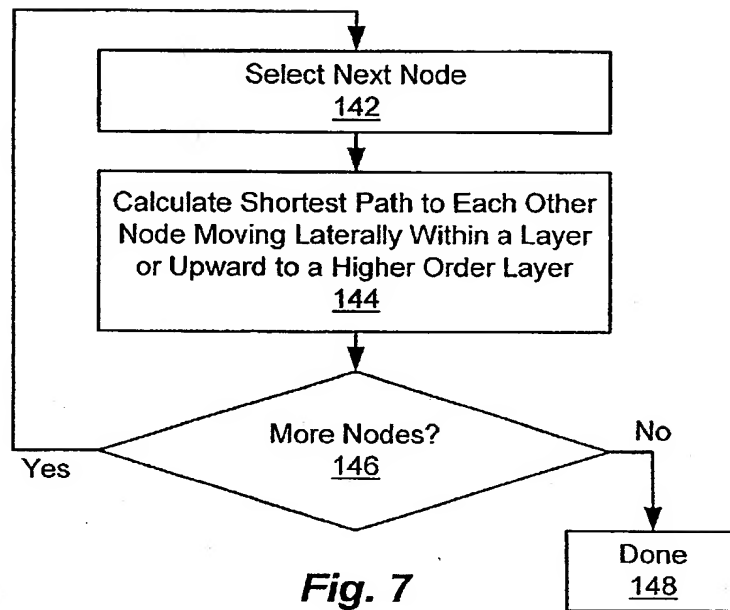 Select Next Node
142
Calculate Shortest Path to Each Other
Node Moving Laterally Within a Layer
or Upward to a Higher Order Layer
144
More Nodes?
146
Yes
No
Done
148
Fig. 7